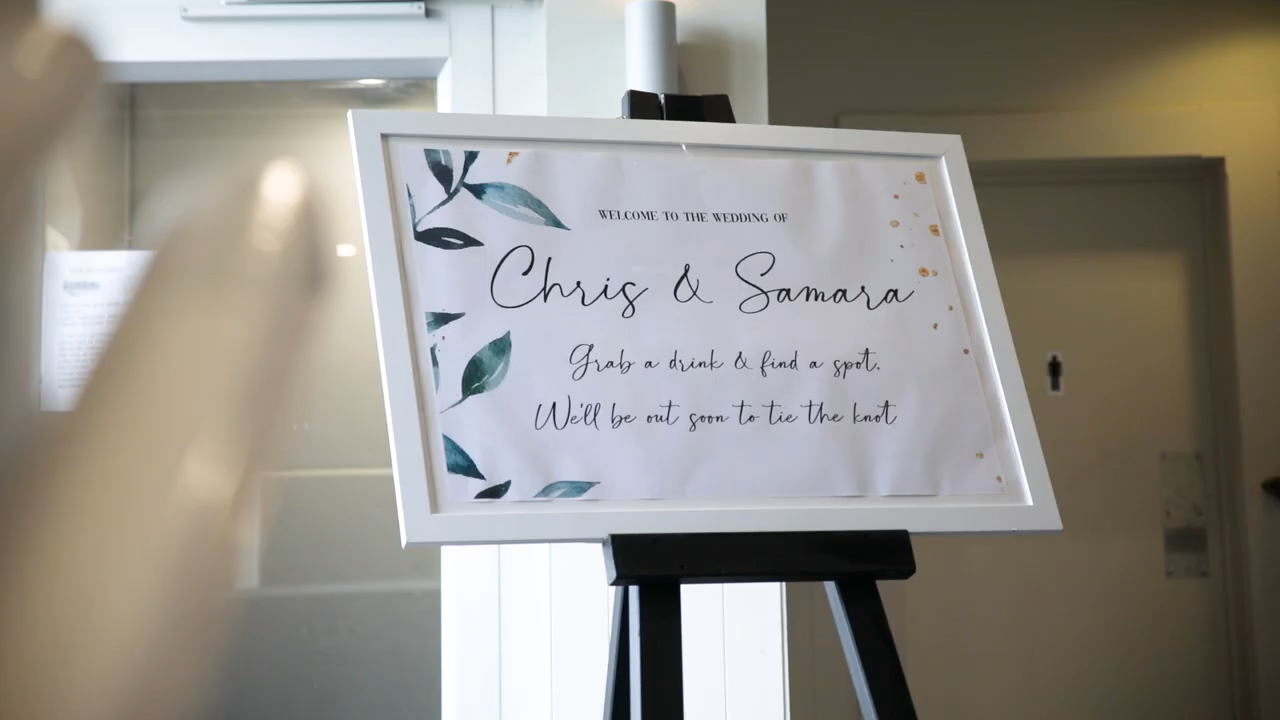 WELCOME TO THE WEDDING OF
Chris & Samara
Grab a drink & find a spot.
We'll be out soon to tie the knot